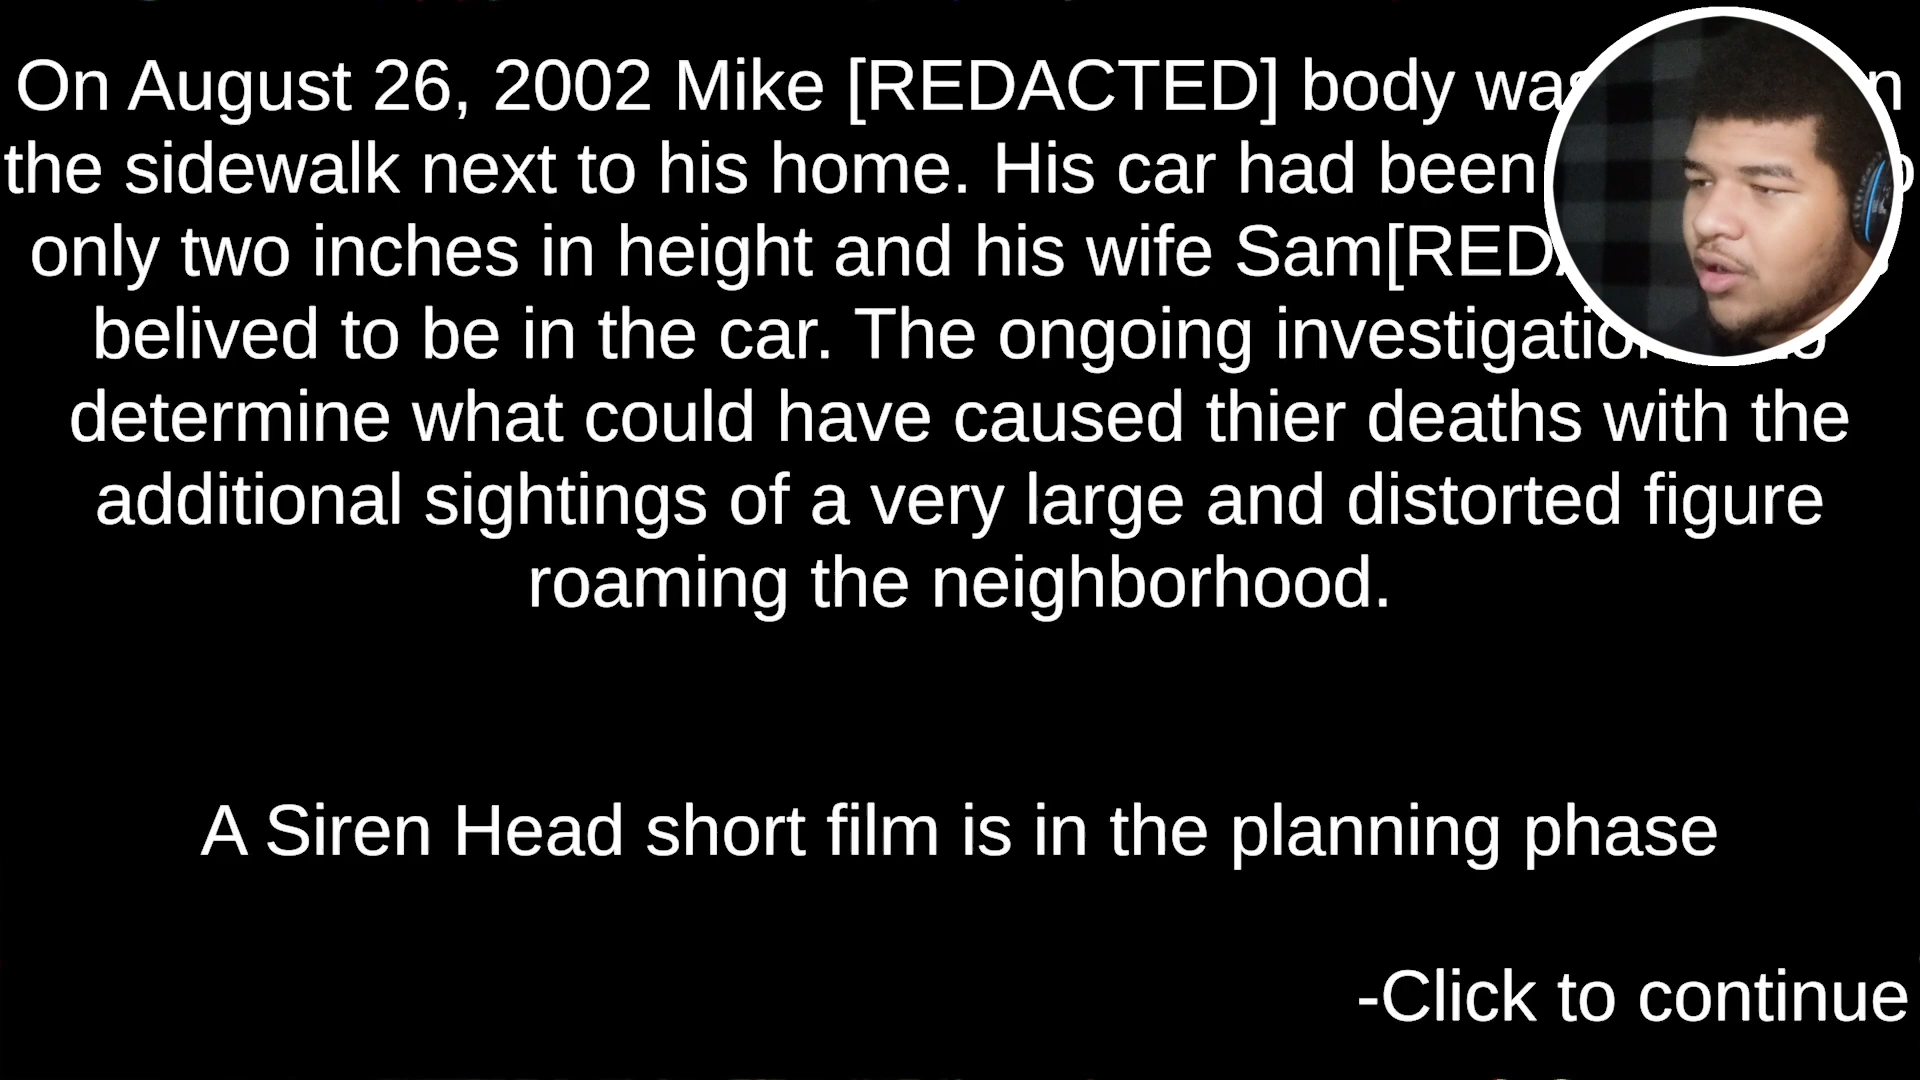 On August 26, 2002 Mike [REDACTED] body was
the sidewalk next to his home. His car had been
only two inches in height and his wife Sam[REDA
belived to be in the car. The ongoing investigation to
determine what could have caused thier deaths with the
additional sightings of a very large and distorted figure
roaming the neighborhood.
A Siren Head short film is in the planning phase
-Click to continue